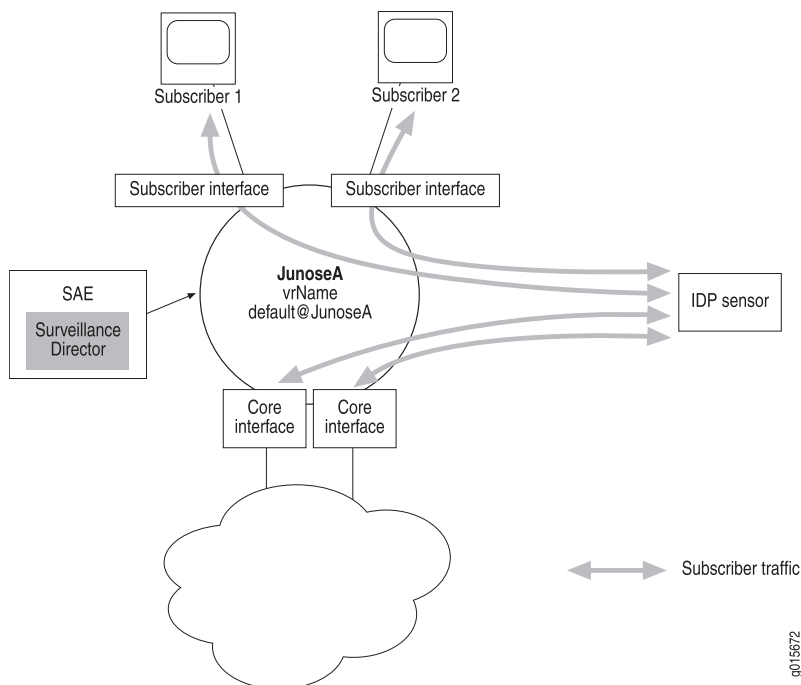 Subscriber 1
Subscriber 2
Subscriber interface
Subscriber interface
JunoseA
vrName
default@JunoseA
SAE
Surveillance
Director
IDP sensor
Core
interface
Core
interface
Subscriber traffic
g015672